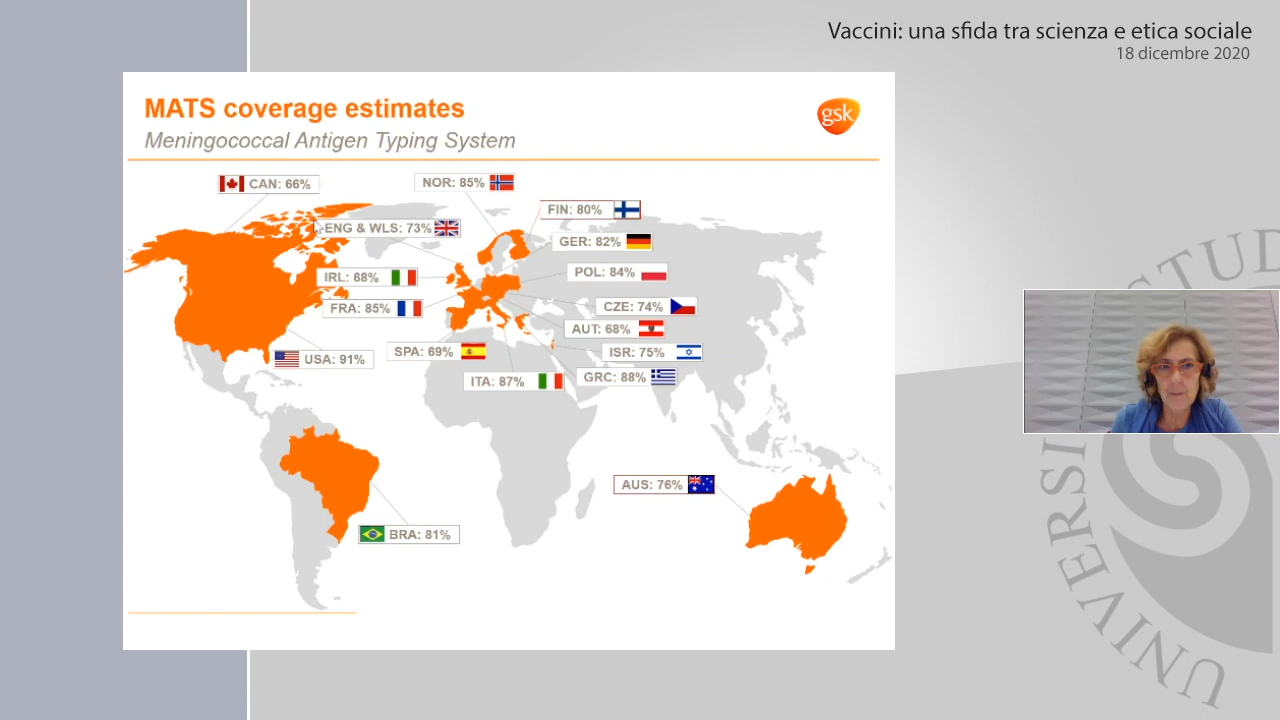 Vaccini: una sfida tra scienza e etica sociale
18 dicembre 2020
MATS coverage estimates
gsk
Meningococcal Antigen Typing System
CAN: 66%
NOR: 85%
FIN: 80%
ENG & WLS: 73%
GER: 82%
IRL: 68%
POL: 84%
FRA: 85%
CZE: 74%
AUT: 68%
USA: 91%
SPA: 69%
ISR: 75%
ITA: 87%
GRC: 88%
AUS: 76%
BRA: 81%
UNIVERSI
STUD